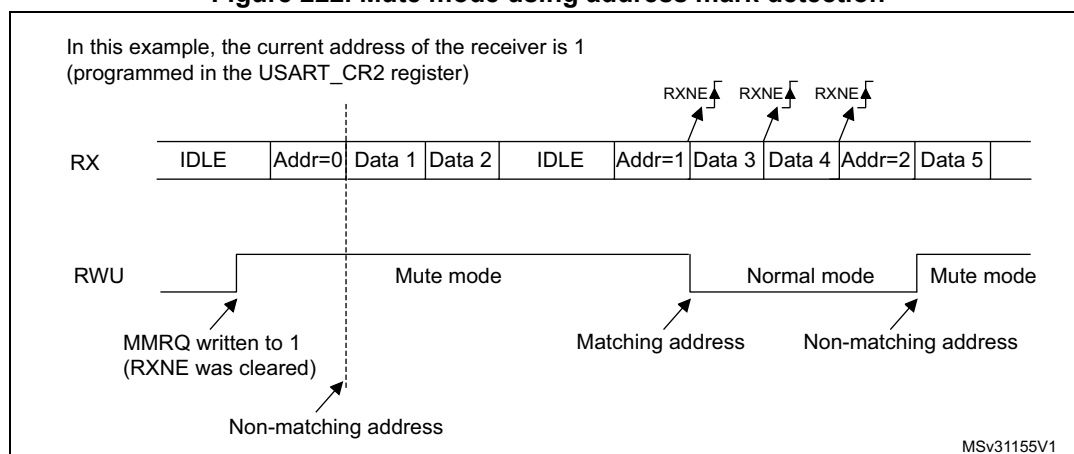 Figure 222. Mute mode using address mark detection
In this example, the current address of the receiver is 1
(programmed in the USART_CR2 register)
RXNE RXNE RXNE
RX IDLE Addr=0 Data 1 Data 2 IDLE Addr=1 Data 3 Data 4 Addr=2 Data 5
RWU Mute mode Normal mode Mute mode
MMRQ written to 1 Matching address Non-matching address
(RXNE was cleared)
Non-matching address
MSv31155V1